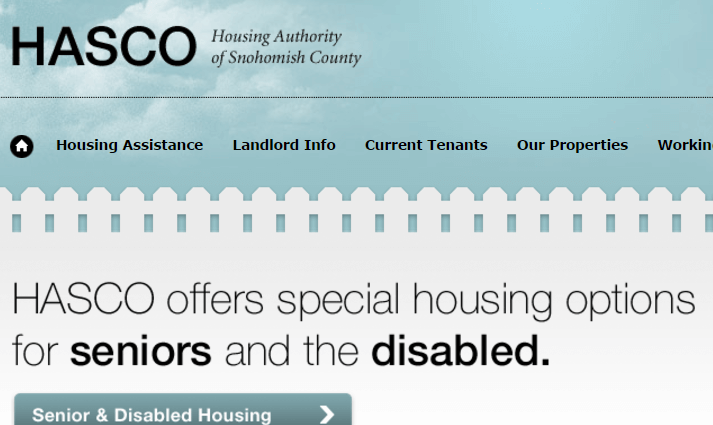 HASCO
Housing Authority
of Snohomish County
Housing Assistance Landlord Info Current Tenants Our Properties Workin
HASCO offers special housing options
for seniors and the disabled.
Senior & Disabled Housing